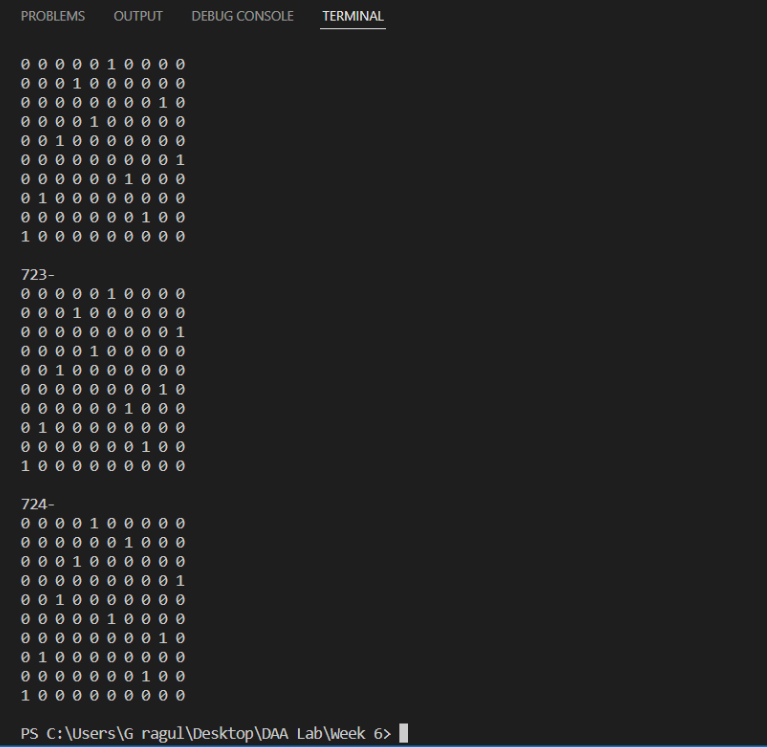 PROBLEMS OUTPUT DEBUG CONSOLE TERMINAL
0 0 0 0 0 1 0 0 0 0
0 0 0 1 0 0 0 0 0 0
0 0 0 0 0 0 0 0 1 0
0 0 0 0 1 0 0 0 0 0
0 0 1 0 0 0 0 0 0 0
0 0 0 0 0 0 0 0 0 1
0 0 0 0 0 0 1 0 0 0
0 1 0 0 0 0 0 0 0 0
0 0 0 0 0 0 0 1 0 0
1 0 0 0 0 0 0 0 0 0
723-
0 0 0 0 0 1 0 0 0 0
0 0 0 1 0 0 0 0 0 0
0 0 0 0 0 0 0 0 0 1
0 0 0 0 1 0 0 0 0 0
0 0 1 0 0 0 0 0 0 0
0 0 0 0 0 0 0 0 1 0
0 0 0 0 0 0 1 0 0 0
0 1 0 0 0 0 0 0 0 0
0 0 0 0 0 0 0 1 0 0
1 0 0 0 0 0 0 0 0 0
724-
0 0 0 0 1 0 0 0 0 0
0 0 0 0 0 0 1 0 0 0
0 0 0 1 0 0 0 0 0 0
0 0 0 0 0 0 0 0 0 1
0 0 1 0 0 0 0 0 0 0
0 0 0 0 0 1 0 0 0 0
0 0 0 0 0 0 0 0 1 0
0 1 0 0 0 0 0 0 0 0
0 0 0 0 0 0 0 1 0 0
1 0 0 0 0 0 0 0 0 0
PS C:\Users\G ragul\Desktop\DAA Lab\Week 6>